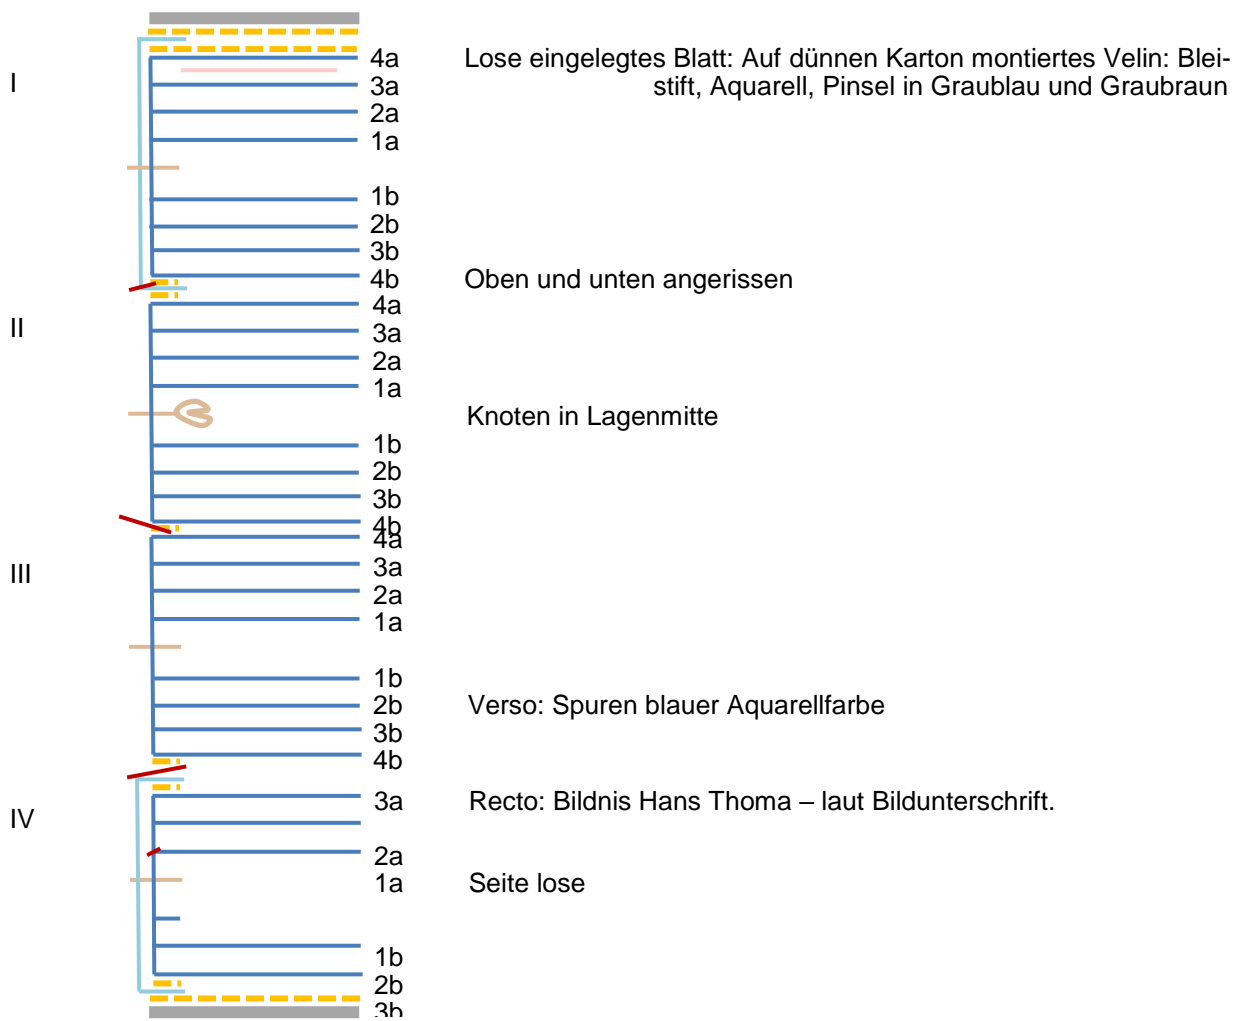 4a Lose eingelegtes Blatt: Auf dünnen Karton montiertes Velin: Blei-
stift, Aquarell, Pinsel in Graublau und Graubraun
I
3a
2a
1a
1b
2b
3b
4b Oben und unten angerissen
4a
II
3a
2a
1a
Knoten in Lagenmitte
1b
2b
3b
4b
4a
III
3a
2a
1a
1b
2b Verso: Spuren blauer Aquarellfarbe
3b
4b
3a Recto: Bildnis Hans Thoma – laut Bildunterschrift.
IV
2a
1a Seite lose
1b
2b
3b